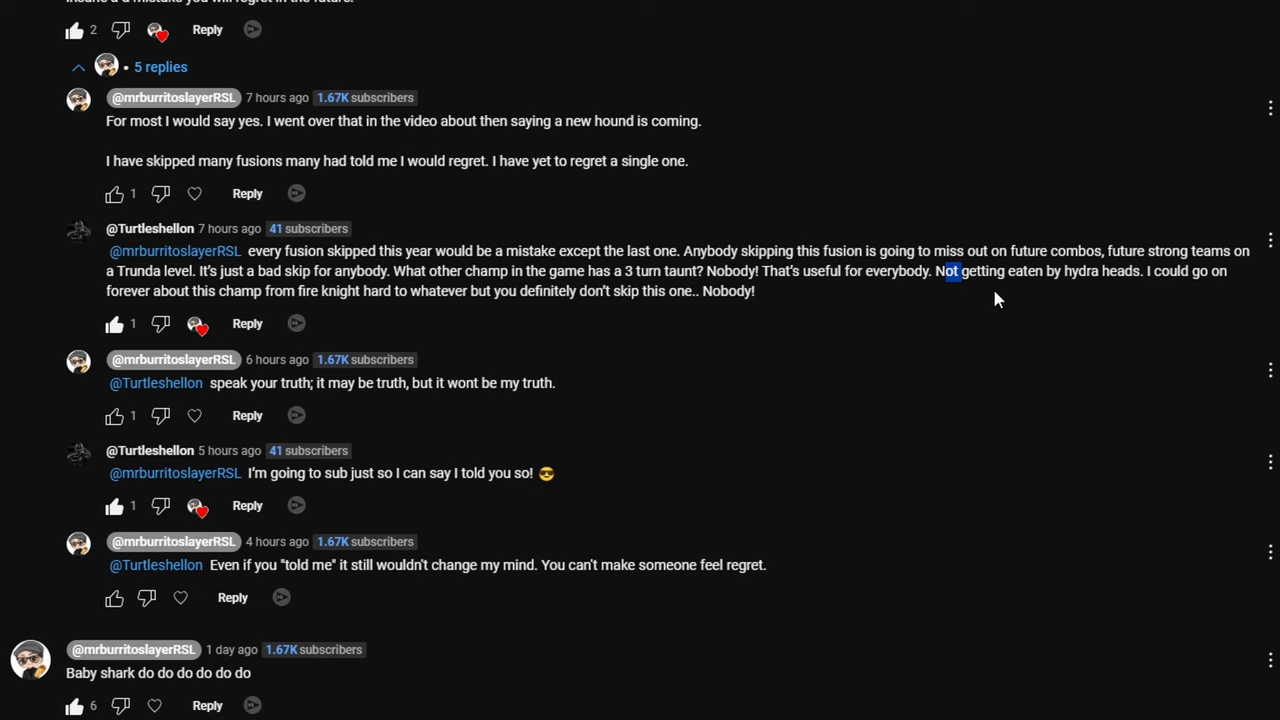 2 Reply
5 replies
@mrburritoslayerRSL 7 hours ago 1.67K subscribers
For most I would say yes. I went over that in the video about then saying a new hound is coming.
I have skipped many fusions many had told me I would regret. I have yet to regret a single one.
1 Reply
@Turtleshellon 7 hours ago 41 subscribers
@mrburritoslayerRSL every fusion skipped this year would be a mistake except the last one. Anybody skipping this fusion is going to miss out on future combos, future strong teams on
a Trunda level. It's just a bad skip for anybody. What other champ in the game has a 3 turn taunt? Nobody! That's useful for everybody. Not getting eaten by hydra heads. I could go on
forever about this champ from fire knight hard to whatever but you definitely don't skip this one.. Nobody!
1 Reply
@mrburritoslayerRSL 6 hours ago 1.67K subscribers
@Turtleshellon speak your truth; it may be truth, but it wont be my truth.
1 Reply
@Turtleshellon 5 hours ago 41 subscribers
@mrburritoslayerRSL I'm going to sub just so I can say I told you so! 😎
1 Reply
@mrburritoslayerRSL 4 hours ago 1.67K subscribers
@Turtleshellon Even if you "told me" it still wouldn't change my mind. You can't make someone feel regret.
Reply
@mrburritoslayerRSL 1 day ago 1.67K subscribers
Baby shark do do do do do do
6 Reply